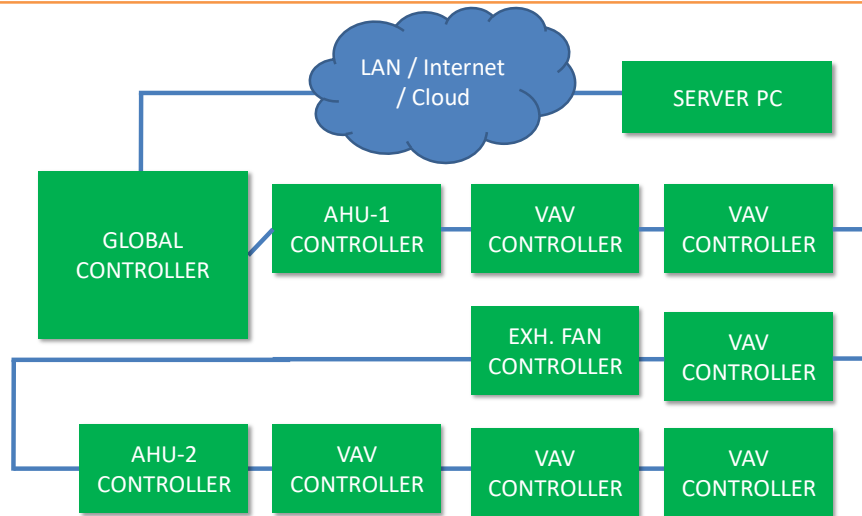 LAN / Internet
/ Cloud
SERVER PC
GLOBAL
CONTROLLER
AHU-1
CONTROLLER
VAV
CONTROLLER
VAV
CONTROLLER
EXH. FAN
CONTROLLER
VAV
CONTROLLER
AHU-2
CONTROLLER
VAV
CONTROLLER
VAV
CONTROLLER
VAV
CONTROLLER